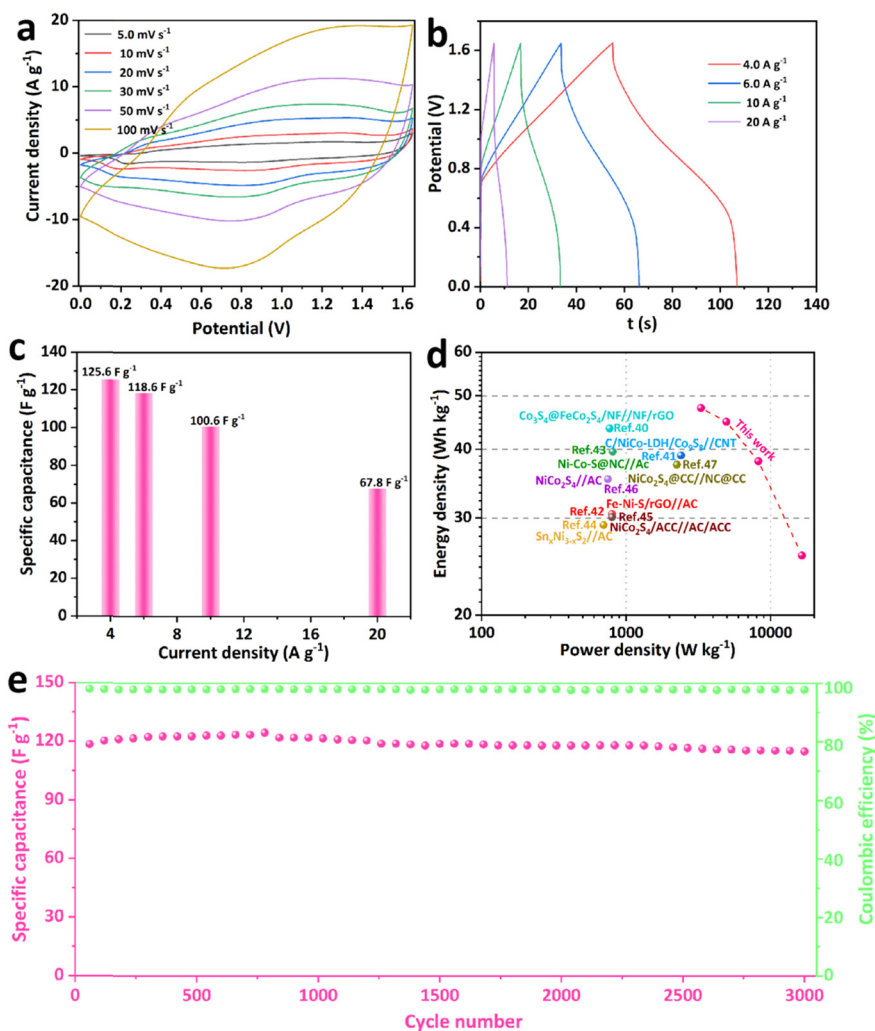 a
Current density (A g⁻¹)
20
10
0
-10
-20
5.0 mV s⁻¹
10 mV s⁻¹
20 mV s⁻¹
30 mV s⁻¹
50 mV s⁻¹
100 mV s⁻¹
0.0 0.2 0.4 0.6 0.8 1.0 1.2 1.4 1.6
Potential (V)
b
Potential (V)
1.6
1.2
0.8
0.4
0.0
4.0 A g⁻¹
6.0 A g⁻¹
10 A g⁻¹
20 A g⁻¹
0 20 40 60 80 100 120 140
t (s)
c
Specific capacitance (F g⁻¹)
140
120
100
80
60
40
20
0
125.6 F g⁻¹
118.6 F g⁻¹
100.6 F g⁻¹
67.8 F g⁻¹
4 8 12 16 20
Current density (A g⁻¹)
d
Energy density (Wh kg⁻¹)
60
50
40
30
20
Co₃S₄@FeCo₂S₄/NF//NF/rGO
Ref.40
C/NiCo-LDH/Co₉S₈//CNT
Ref.43
Ref.41
Ref.47
Ni-Co-S@NC//Ac
NiCo₂S₄//AC
NiCo₂S₄@CC//NC@CC
Ref.46
Fe-Ni-S/rGO//AC
Ref.42
Ref.45
Ref.44
NiCo₂S₄/ACC//AC/ACC
SnₓNi₃₋ₓS₂//AC
This work
100 1000 10000
Power density (W kg⁻¹)
e
Specific capacitance (F g⁻¹)
150
120
90
60
30
0
100
80
60
40
20
0
Coulombic efficiency (%)
0 500 1000 1500 2000 2500 3000
Cycle number